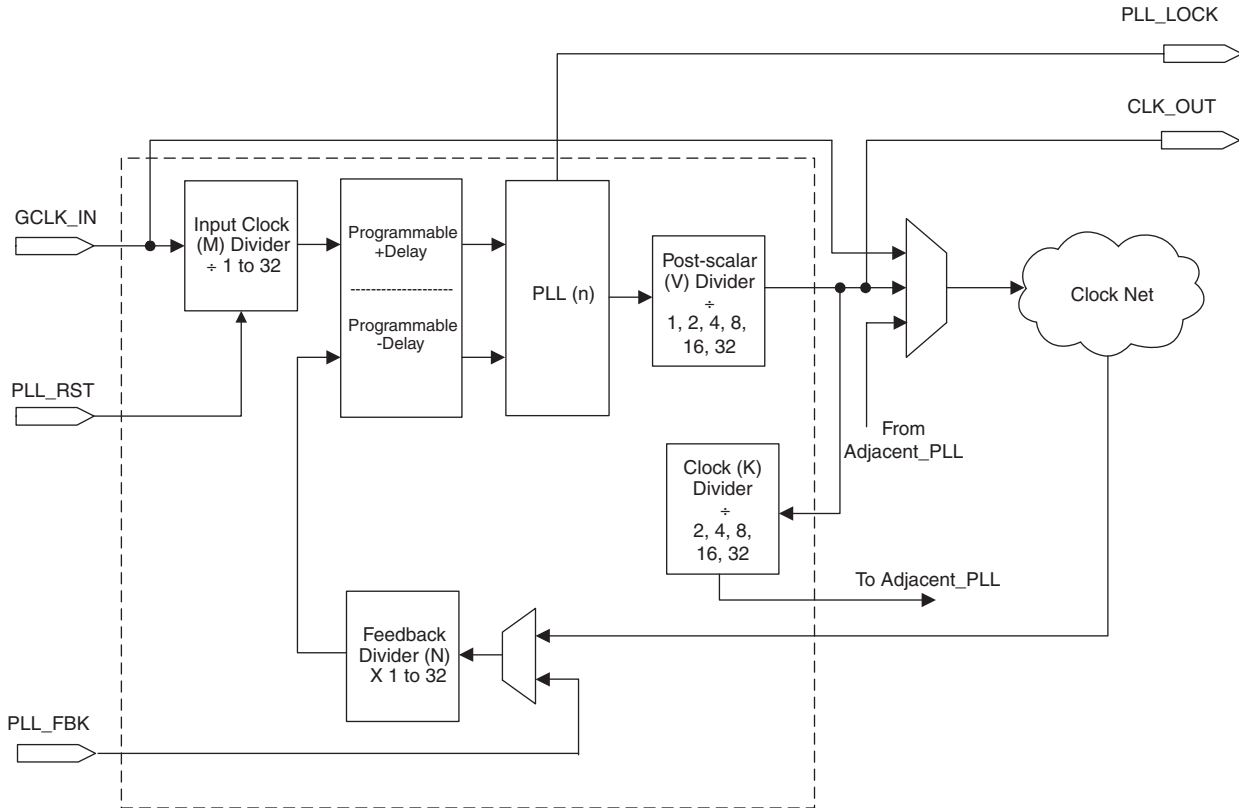 PLL_LOCK
CLK_OUT
GCLK_IN
Input Clock
(M) Divider
÷ 1 to 32
Programmable
+Delay
Programmable
-Delay
PLL (n)
Post-scalar
(V) Divider
÷
1, 2, 4, 8,
16, 32
Clock Net
PLL_RST
From
Adjacent_PLL
Clock (K)
Divider
÷
2, 4, 8,
16, 32
To Adjacent_PLL
Feedback
Divider (N)
X 1 to 32
PLL_FBK